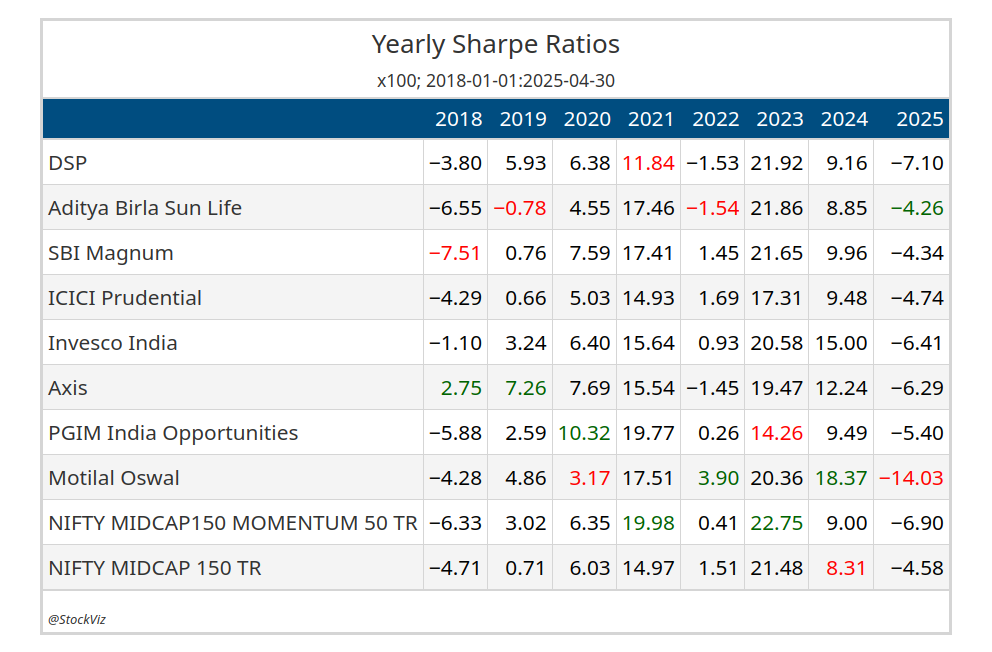 Yearly Sharpe Ratios
x100; 2018-01-01:2025-04-30
2018 2019 2020 2021 2022 2023 2024 2025
DSP −3.80 5.93 6.38 11.84 −1.53 21.92 9.16 −7.10
Aditya Birla Sun Life −6.55 −0.78 4.55 17.46 −1.54 21.86 8.85 −4.26
SBI Magnum −7.51 0.76 7.59 17.41 1.45 21.65 9.96 −4.34
ICICI Prudential −4.29 0.66 5.03 14.93 1.69 17.31 9.48 −4.74
Invesco India −1.10 3.24 6.40 15.64 0.93 20.58 15.00 −6.41
Axis 2.75 7.26 7.69 15.54 −1.45 19.47 12.24 −6.29
PGIM India Opportunities −5.88 2.59 10.32 19.77 0.26 14.26 9.49 −5.40
Motilal Oswal −4.28 4.86 3.17 17.51 3.90 20.36 18.37 −14.03
NIFTY MIDCAP150 MOMENTUM 50 TR −6.33 3.02 6.35 19.98 0.41 22.75 9.00 −6.90
NIFTY MIDCAP 150 TR −4.71 0.71 6.03 14.97 1.51 21.48 8.31 −4.58
@StockViz